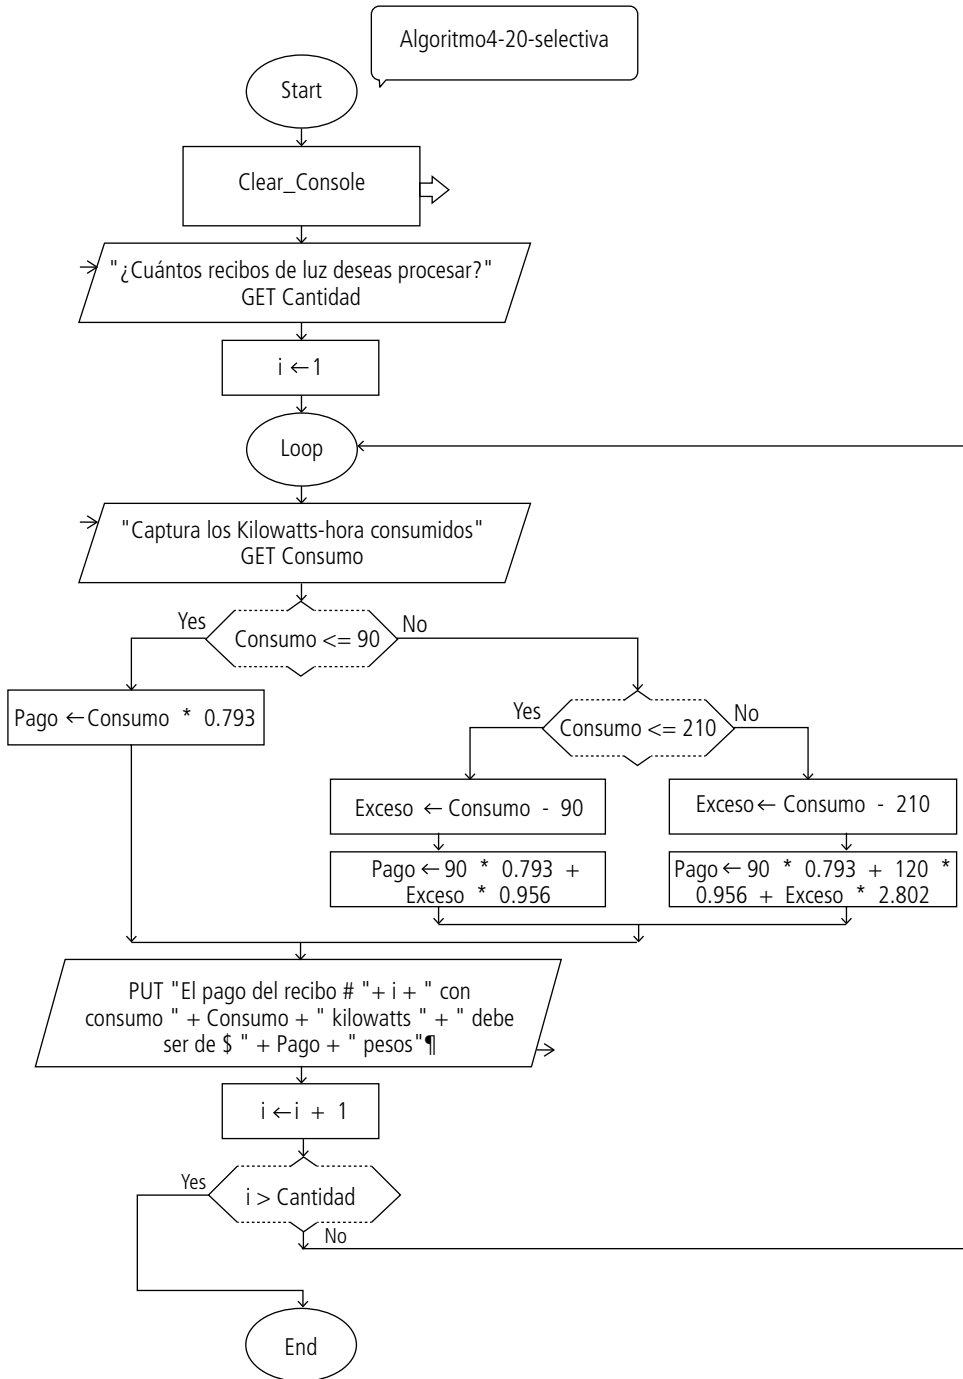 Algoritmo4-20-selectiva
Start
Clear_Console
"¿Cuántos recibos de luz deseas procesar?"
GET Cantidad
i ← 1
Loop
"Captura los Kilowatts-hora consumidos"
GET Consumo
Yes
Consumo <= 90
No
Pago ← Consumo * 0.793
Yes
Consumo <= 210
No
Exceso ← Consumo - 90
Pago ← 90 * 0.793 +
Exceso * 0.956
Exceso ← Consumo - 210
Pago ← 90 * 0.793 + 120 *
0.956 + Exceso * 2.802
PUT "El pago del recibo # "+ i + " con
consumo " + Consumo + " kilowatts " + " debe
ser de $ " + Pago + " pesos"¶
i ← i + 1
Yes
i > Cantidad
No
End